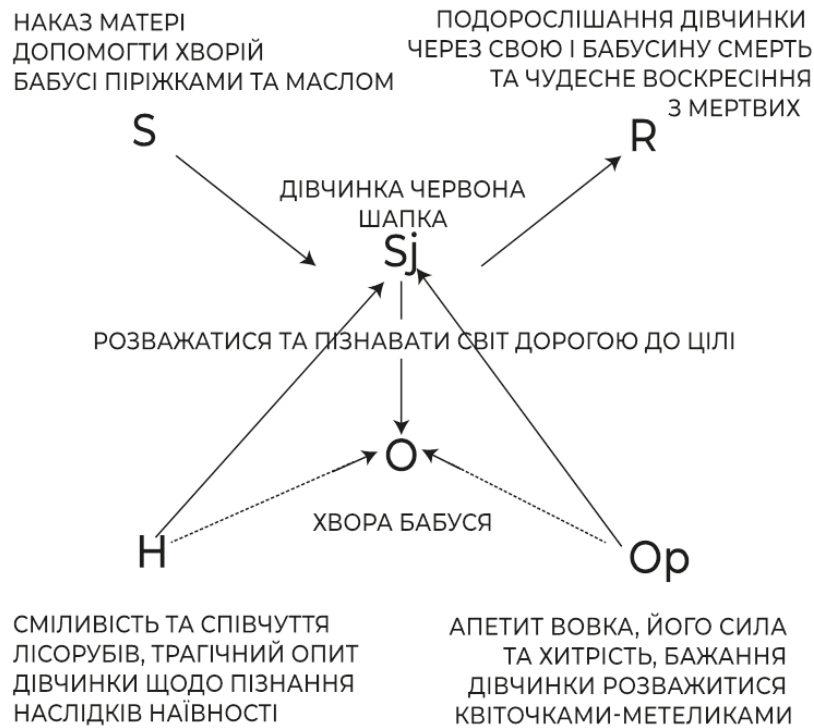 НАКАЗ МАТЕРІ
ДОПОМОГТИ ХВОРІЙ
БАБУСІ ПІРІЖКАМИ ТА МАСЛОМ
S
ПОДОРОСЛІШАННЯ ДІВЧИНКИ
ЧЕРЕЗ СВОЮ І БАБУСИНУ СМЕРТЬ
ТА ЧУДЕСНЕ ВОСКРЕСІННЯ
З МЕРТВИХ
R
ДІВЧИНКА ЧЕРВОНА
ШАПКА
Sj
РОЗВАЖАТИСЯ ТА ПІЗНАВАТИ СВІТ ДОРОГОЮ ДО ЦІЛІ
O
ХВОРА БАБУСЯ
H
Op
СМІЛИВІСТЬ ТА СПІВЧУТТЯ
ЛІСОРУБІВ, ТРАГІЧНИЙ ОПИТ
ДІВЧИНКИ ЩОДО ПІЗНАННЯ
НАСЛІДКІВ НАЇВНОСТІ
АПЕТИТ ВОВКА, ЙОГО СИЛА
ТА ХИТРІСТЬ, БАЖАННЯ
ДІВЧИНКИ РОЗВАЖИТИСЯ
КВІТОЧКАМИ-МЕТЕЛИКАМИ